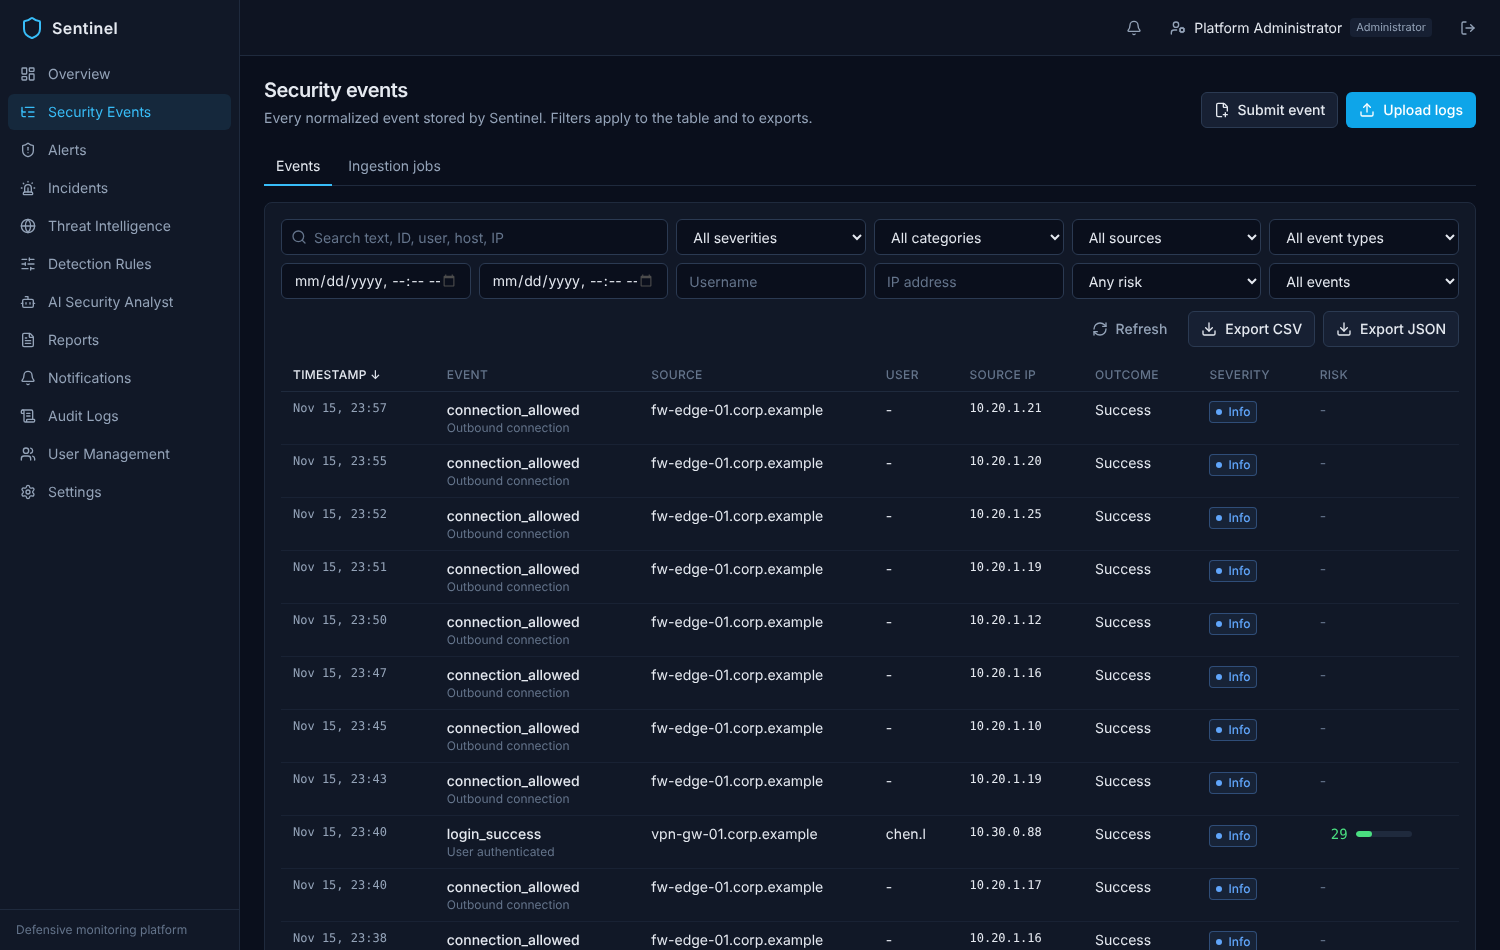 Sentinel
Platform Administrator Administrator
Overview
Security Events
Alerts
Incidents
Threat Intelligence
Detection Rules
AI Security Analyst
Reports
Notifications
Audit Logs
User Management
Settings
Defensive monitoring platform
Security events
Every normalized event stored by Sentinel. Filters apply to the table and to exports.
Submit event Upload logs
Events Ingestion jobs
Search text, ID, user, host, IP All severities All categories All sources All event types
mm/dd/yyyy, --:-- -- mm/dd/yyyy, --:-- -- Username IP address Any risk All events
Refresh Export CSV Export JSON
TIMESTAMP ↓ EVENT SOURCE USER SOURCE IP OUTCOME SEVERITY RISK
Nov 15, 23:57 connection_allowed fw-edge-01.corp.example - 10.20.1.21 Success Info -
Outbound connection
Nov 15, 23:55 connection_allowed fw-edge-01.corp.example - 10.20.1.20 Success Info -
Outbound connection
Nov 15, 23:52 connection_allowed fw-edge-01.corp.example - 10.20.1.25 Success Info -
Outbound connection
Nov 15, 23:51 connection_allowed fw-edge-01.corp.example - 10.20.1.19 Success Info -
Outbound connection
Nov 15, 23:50 connection_allowed fw-edge-01.corp.example - 10.20.1.12 Success Info -
Outbound connection
Nov 15, 23:47 connection_allowed fw-edge-01.corp.example - 10.20.1.16 Success Info -
Outbound connection
Nov 15, 23:45 connection_allowed fw-edge-01.corp.example - 10.20.1.10 Success Info -
Outbound connection
Nov 15, 23:43 connection_allowed fw-edge-01.corp.example - 10.20.1.19 Success Info -
Outbound connection
Nov 15, 23:40 login_success vpn-gw-01.corp.example chen.l 10.30.0.88 Success Info 29
User authenticated
Nov 15, 23:40 connection_allowed fw-edge-01.corp.example - 10.20.1.17 Success Info -
Outbound connection
Nov 15, 23:38 connection_allowed fw-edge-01.corp.example - 10.20.1.16 Success Info -